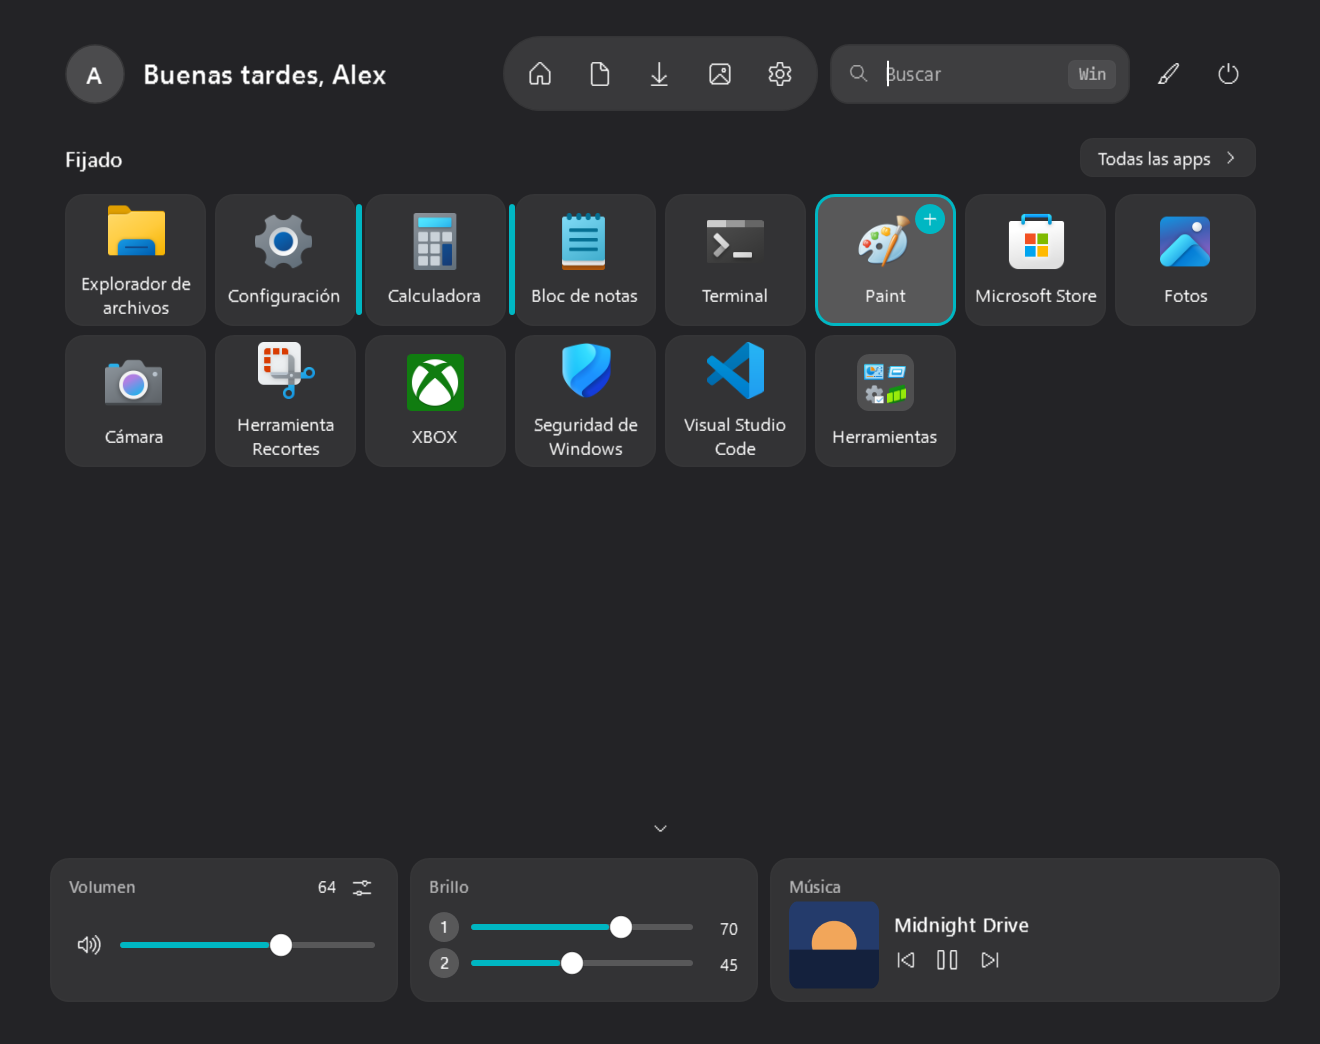 A
Buenas tardes, Alex
Buscar
Win
Fijado
Todas las apps
Explorador de
archivos
Configuración
Calculadora
Bloc de notas
Terminal
Paint
Microsoft Store
Fotos
Cámara
Herramienta
Recortes
XBOX
Seguridad de
Windows
Visual Studio
Code
Herramientas
Volumen
64
Brillo
1
70
2
45
Música
Midnight Drive